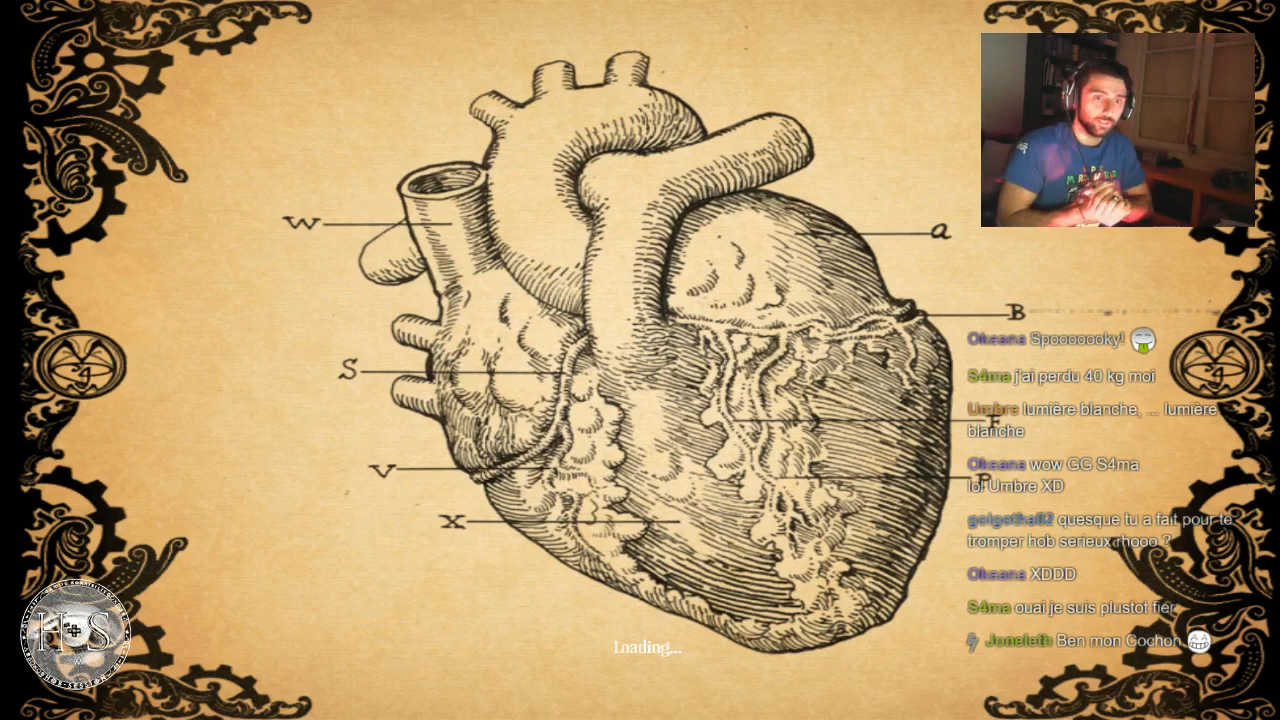 W
a
B
Okeana Spooooooky!
S
S4ma j'ai perdu 40 kg moi
Umbre lumière blanche, ... lumière
blanche
F
V
Okeana wow GG S4ma
lol Umbre XD
P
X
golgotha62 quesque tu a fait pour te
tromper hob serieux rhooo ?
Okeana XDDD
S4ma ouai je suis plustot fier
Joneleth Ben mon Cochon
Loading...
HS